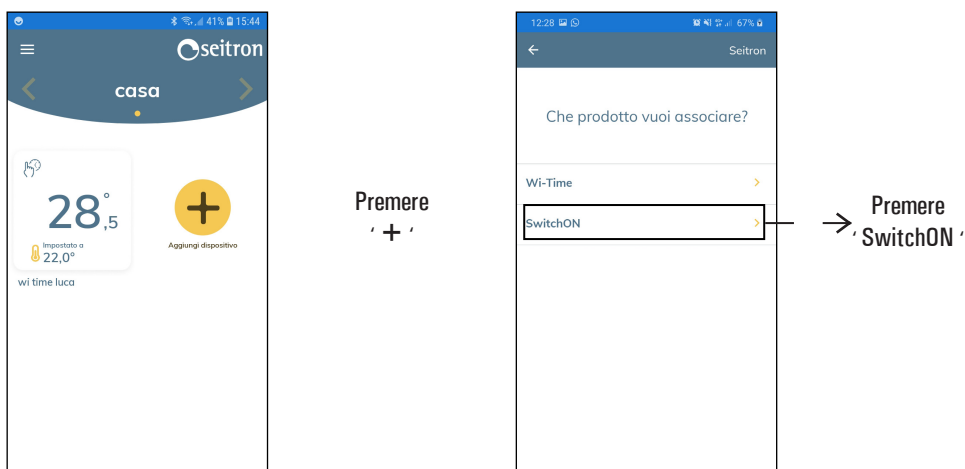 41% 15:44
seitron
casa
28°,5
Impostato a
22,0°
Aggiungi dispositivo
wi time luca
Premere
‘ + ‘
12:28 67%
Seitron
Che prodotto vuoi associare?
Wi-Time
SwitchON
Premere
‘ SwitchON ‘